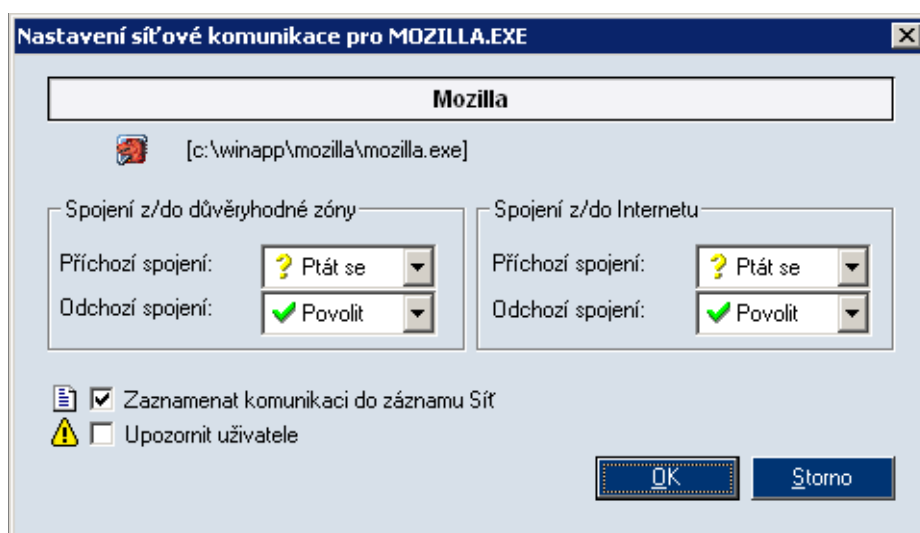 Nastavení síťové komunikace pro MOZILLA.EXE
Mozilla
[c:\winapp\mozilla\mozilla.exe]
Spojení z/do důvěryhodné zóny
Příchozí spojení: Ptát se
Odchozí spojení: Povolit
Spojení z/do Internetu
Příchozí spojení: Ptát se
Odchozí spojení: Povolit
Zaznamenat komunikaci do záznamu Síť
Upozornit uživatele
OK Storno